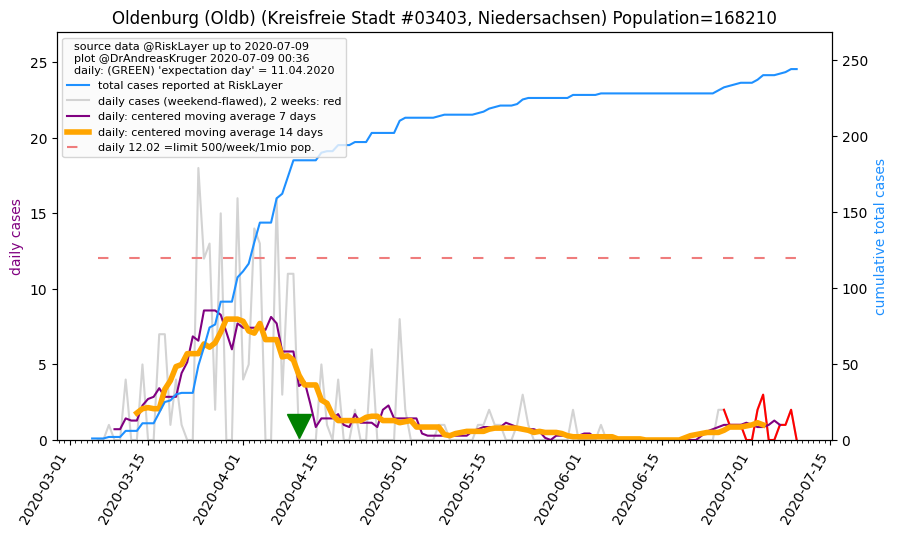 Oldenburg (Oldb) (Kreisfreie Stadt #03403, Niedersachsen) Population=168210
source data @RiskLayer up to 2020-07-09
plot @DrAndreasKruger 2020-07-09 00:36
daily: (GREEN) 'expectation day' = 11.04.2020
total cases reported at RiskLayer
daily cases (weekend-flawed), 2 weeks: red
daily: centered moving average 7 days
daily: centered moving average 14 days
daily 12.02 =limit 500/week/1mio pop.
daily cases
25
20
15
10
5
0
250
200
150
100
50
0
cumulative total cases
2020-03-01
2020-03-15
2020-04-01
2020-04-15
2020-05-01
2020-05-15
2020-06-01
2020-06-15
2020-07-01
2020-07-15